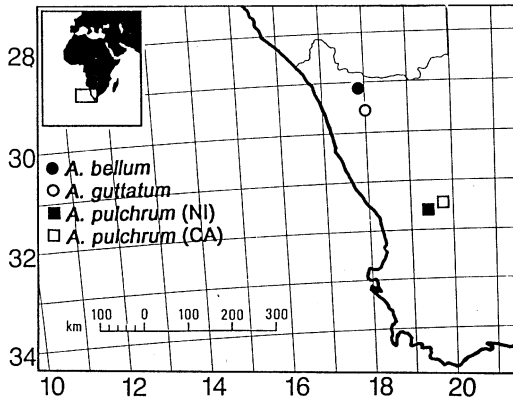 28
30
32
34
A. bellum
A. guttatum
A. pulchrum (NI)
A. pulchrum (CA)
km 100 0 100 200 300
10 12 14 16 18 20